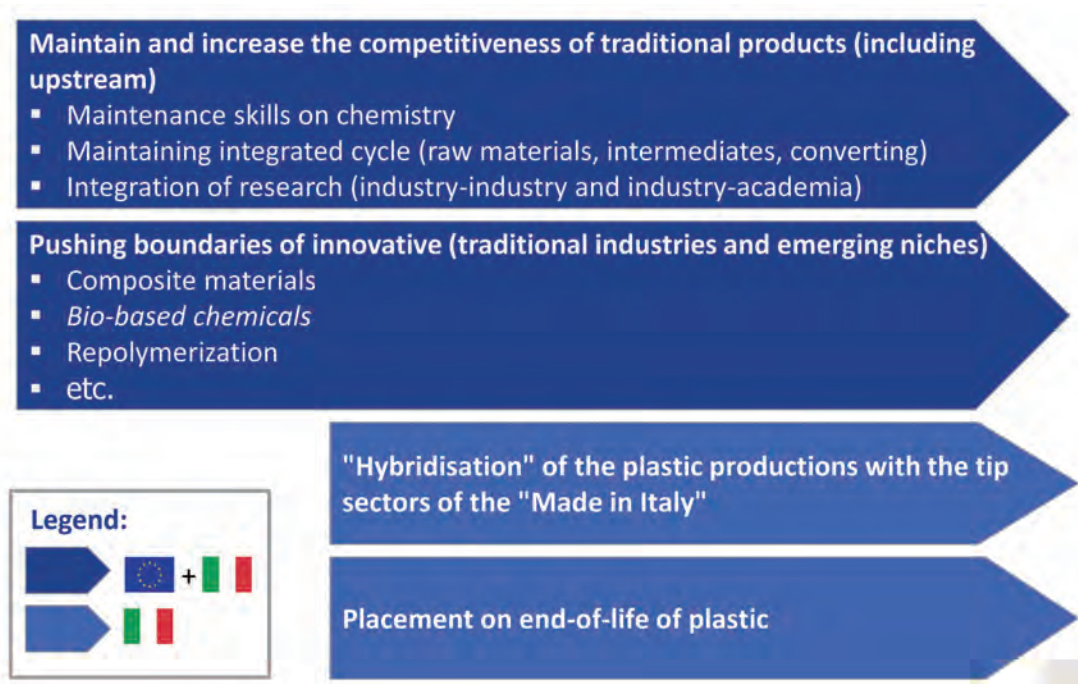 Maintain and increase the competitiveness of traditional products (including
upstream)
▪ Maintenance skills on chemistry
▪ Maintaining integrated cycle (raw materials, intermediates, converting)
▪ Integration of research (industry-industry and industry-academia)
Pushing boundaries of innovative (traditional industries and emerging niches)
▪ Composite materials
▪ Bio-based chemicals
▪ Repolymerization
▪ etc.
"Hybridisation" of the plastic productions with the tip
sectors of the "Made in Italy"
Placement on end-of-life of plastic
Legend:
+